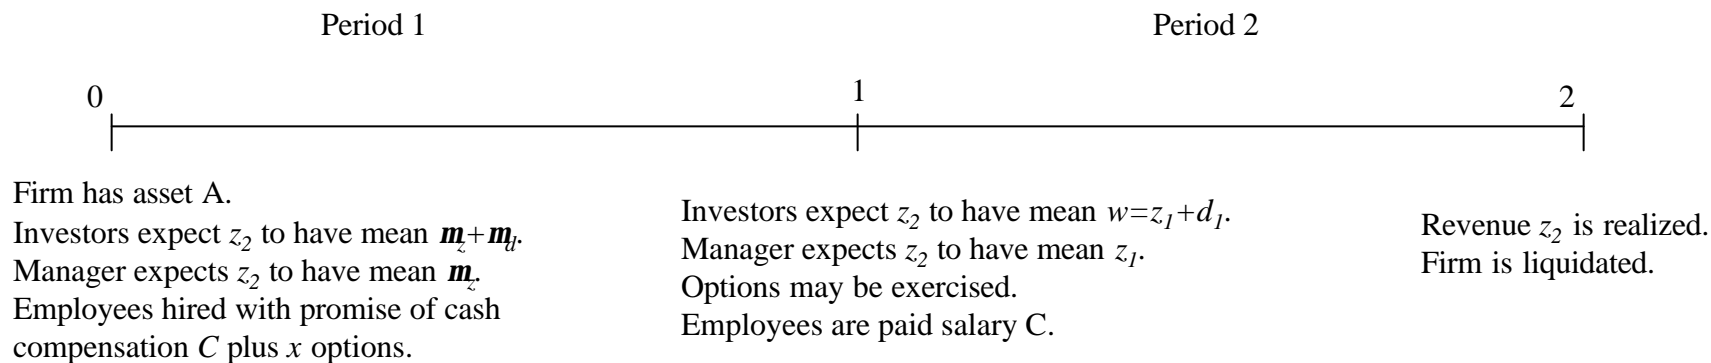 Period 1
Period 2
0
1
2
Firm has asset A.
Investors expect z2 to have mean mz+md.
Manager expects z2 to have mean mz.
Employees hired with promise of cash
compensation C plus x options.
Investors expect z2 to have mean w=z1+d1.
Manager expects z2 to have mean z1.
Options may be exercised.
Employees are paid salary C.
Revenue z2 is realized.
Firm is liquidated.